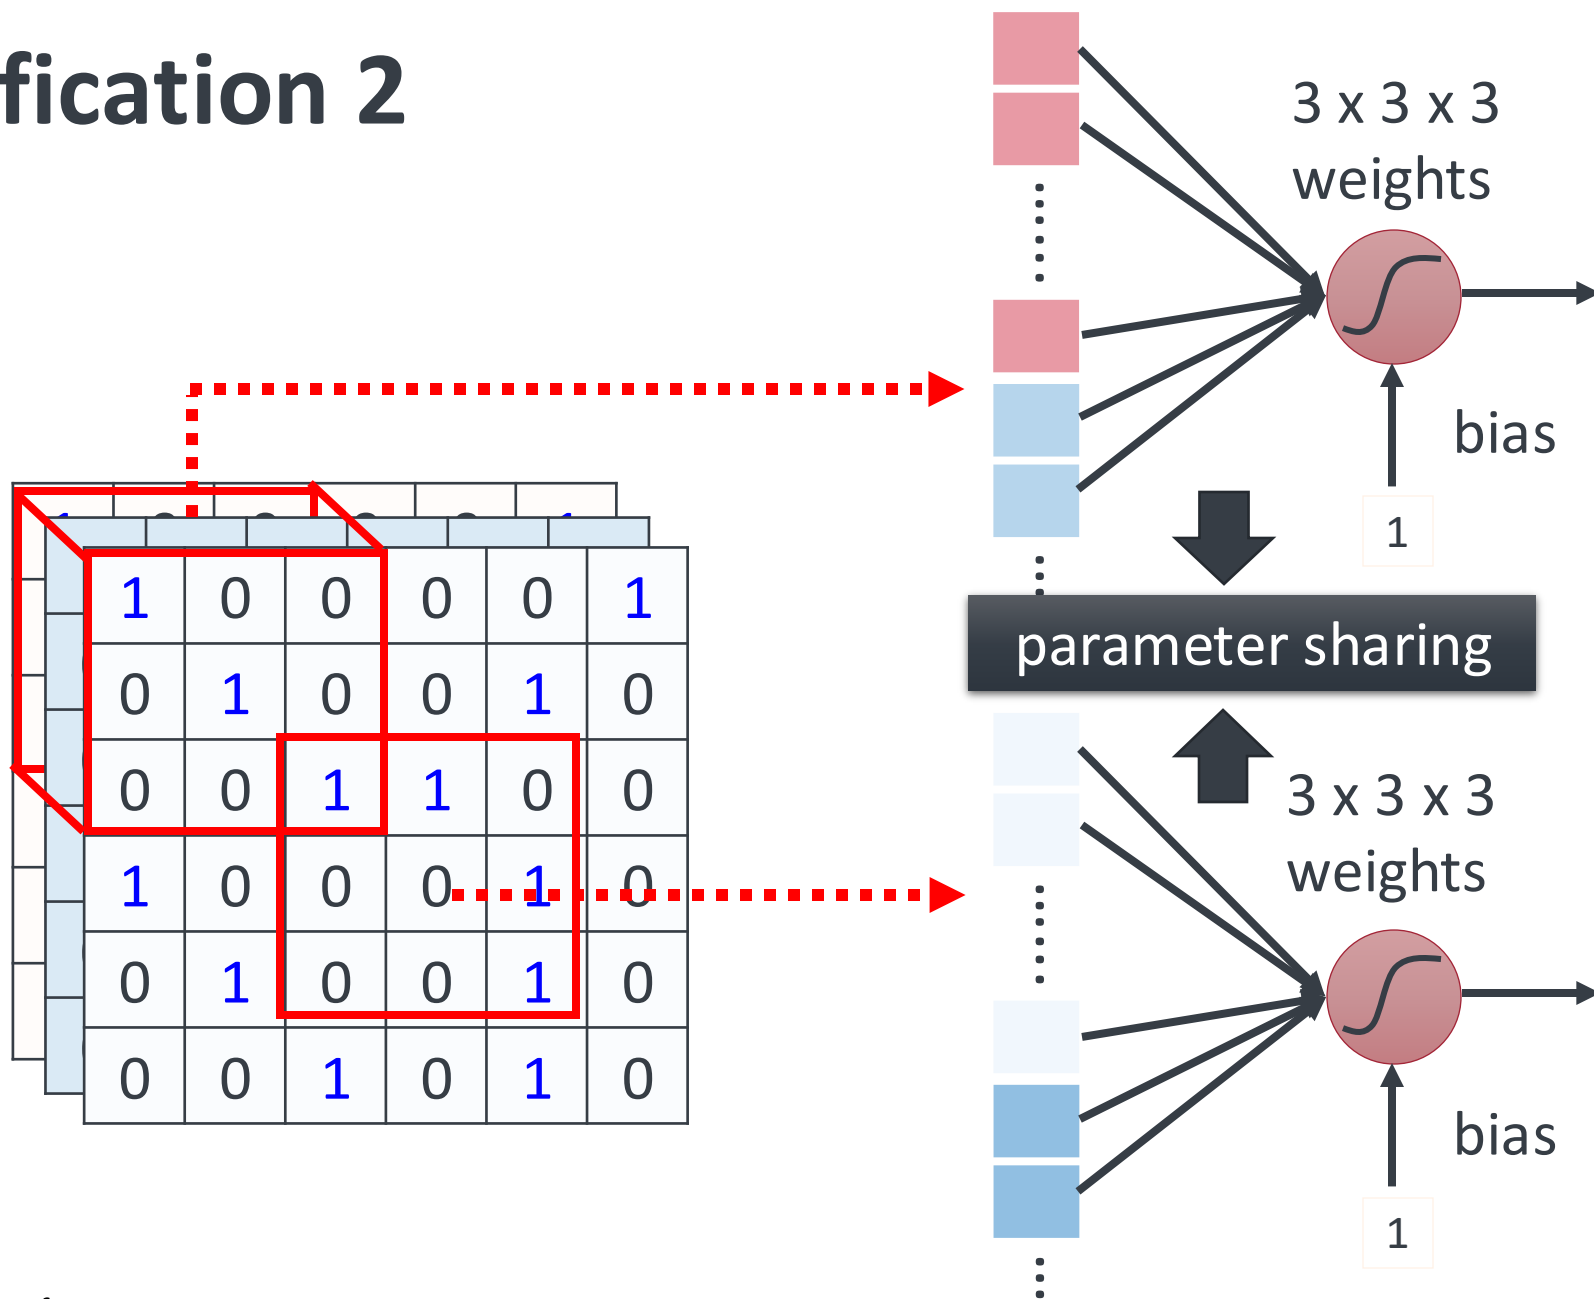 fication 2
3 x 3 x 3
weights
bias
1
parameter sharing
1 0 0 0 0 1
0 1 0 0 1 0
0 0 1 1 0 0
1 0 0 0 1 0
0 1 0 0 1 0
0 0 1 0 1 0
3 x 3 x 3
weights
bias
1